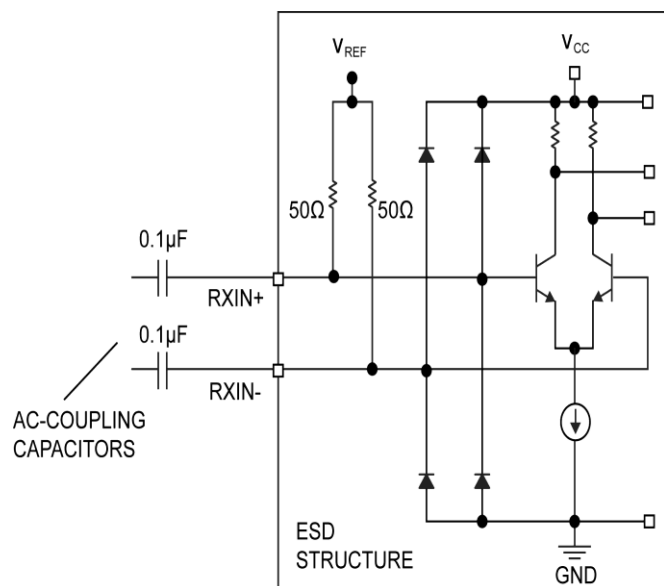 V_REF
V_CC
50Ω
50Ω
0.1µF
RXIN+
0.1µF
RXIN-
AC-COUPLING
CAPACITORS
ESD
STRUCTURE
GND